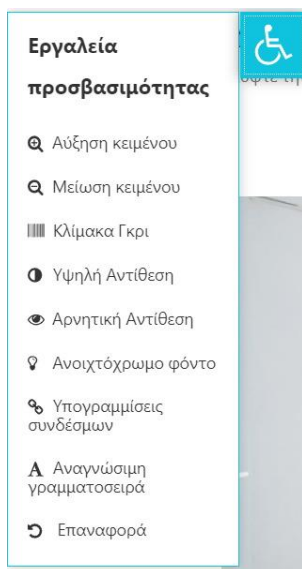 Εργαλεία
προσβασιμότητας
Αύξηση κειμένου
Μείωση κειμένου
Κλίμακα Γκρι
Υψηλή Αντίθεση
Αρνητική Αντίθεση
Ανοιχτόχρωμο φόντο
Υπογραμμίσεις
συνδέσμων
Αναγνώσιμη
γραμματοσειρά
Επαναφορά